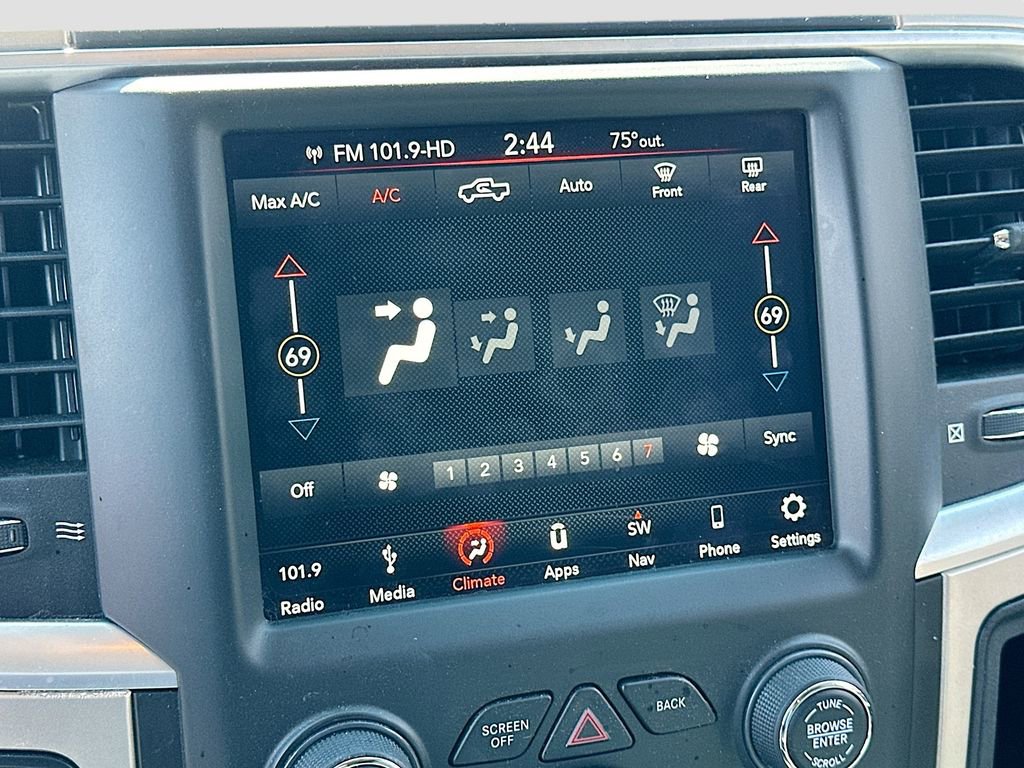 FM 101.9-HD 2:44 75° out.
Max A/C A/C Auto Front Rear
69 69
1 2 3 4 5 6 7
Off Sync
101.9 SW
Radio Media Climate Apps Nav Phone Settings
SCREEN
OFF
BACK
TUNE
BROWSE
ENTER
SCROLL